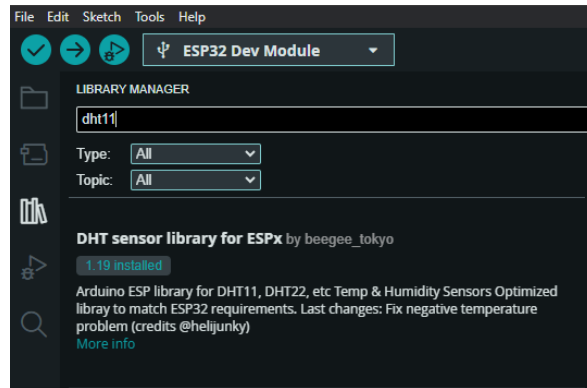 File Edit Sketch Tools Help
ESP32 Dev Module
LIBRARY MANAGER
dht11
Type: All
Topic: All
DHT sensor library for ESPx by beegee_tokyo
1.19 installed
Arduino ESP library for DHT11, DHT22, etc Temp & Humidity Sensors Optimized
libray to match ESP32 requirements. Last changes: Fix negative temperature
problem (credits @helijunky)
More info